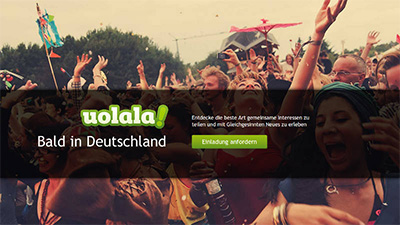 uolala!
Bald in Deutschland
Entdecke die beste Art gemeinsame Interessen zu
teilen und mit Gleichgesinnten Neues zu erleben
Einladung anfordern